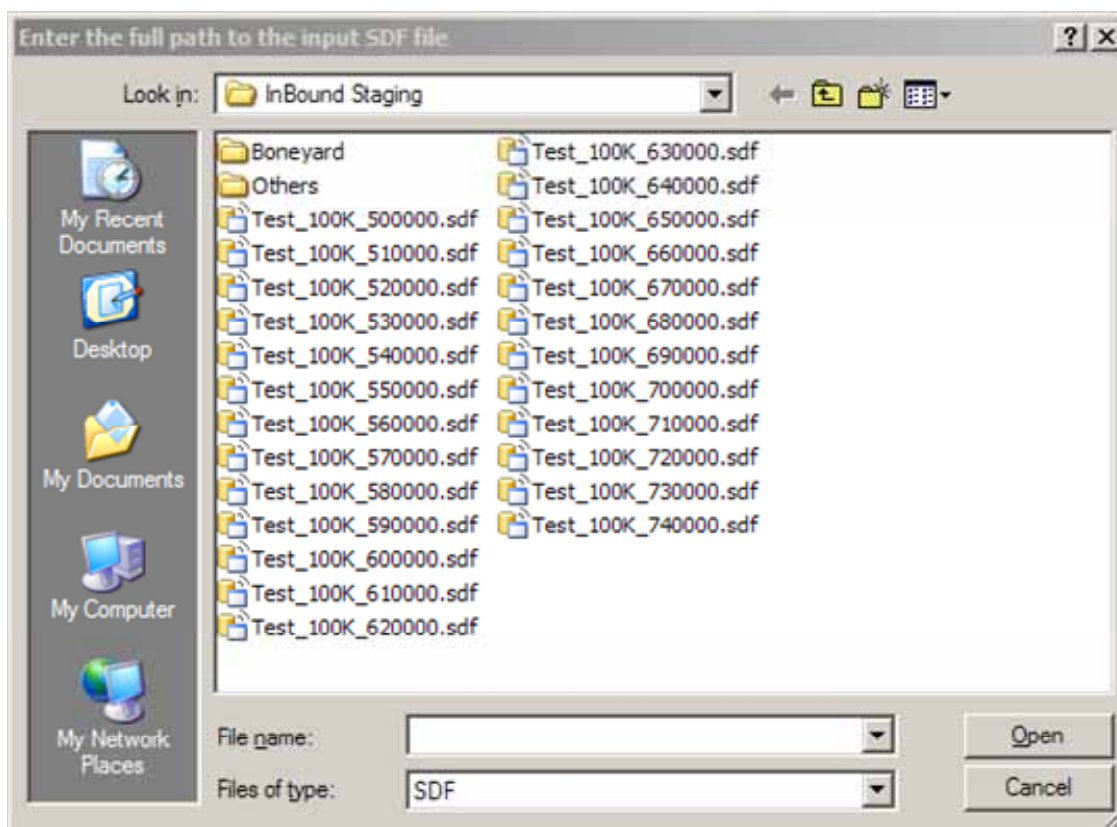 Enter the full path to the input SDF file
Look in:
InBound Staging
My Recent
Documents
Desktop
My Documents
My Computer
My Network
Places
Boneyard
Others
Test_100K_500000.sdf
Test_100K_510000.sdf
Test_100K_520000.sdf
Test_100K_530000.sdf
Test_100K_540000.sdf
Test_100K_550000.sdf
Test_100K_560000.sdf
Test_100K_570000.sdf
Test_100K_580000.sdf
Test_100K_590000.sdf
Test_100K_600000.sdf
Test_100K_610000.sdf
Test_100K_620000.sdf
Test_100K_630000.sdf
Test_100K_640000.sdf
Test_100K_650000.sdf
Test_100K_660000.sdf
Test_100K_670000.sdf
Test_100K_680000.sdf
Test_100K_690000.sdf
Test_100K_700000.sdf
Test_100K_710000.sdf
Test_100K_720000.sdf
Test_100K_730000.sdf
Test_100K_740000.sdf
File name:
Open
Files of type:
SDF
Cancel